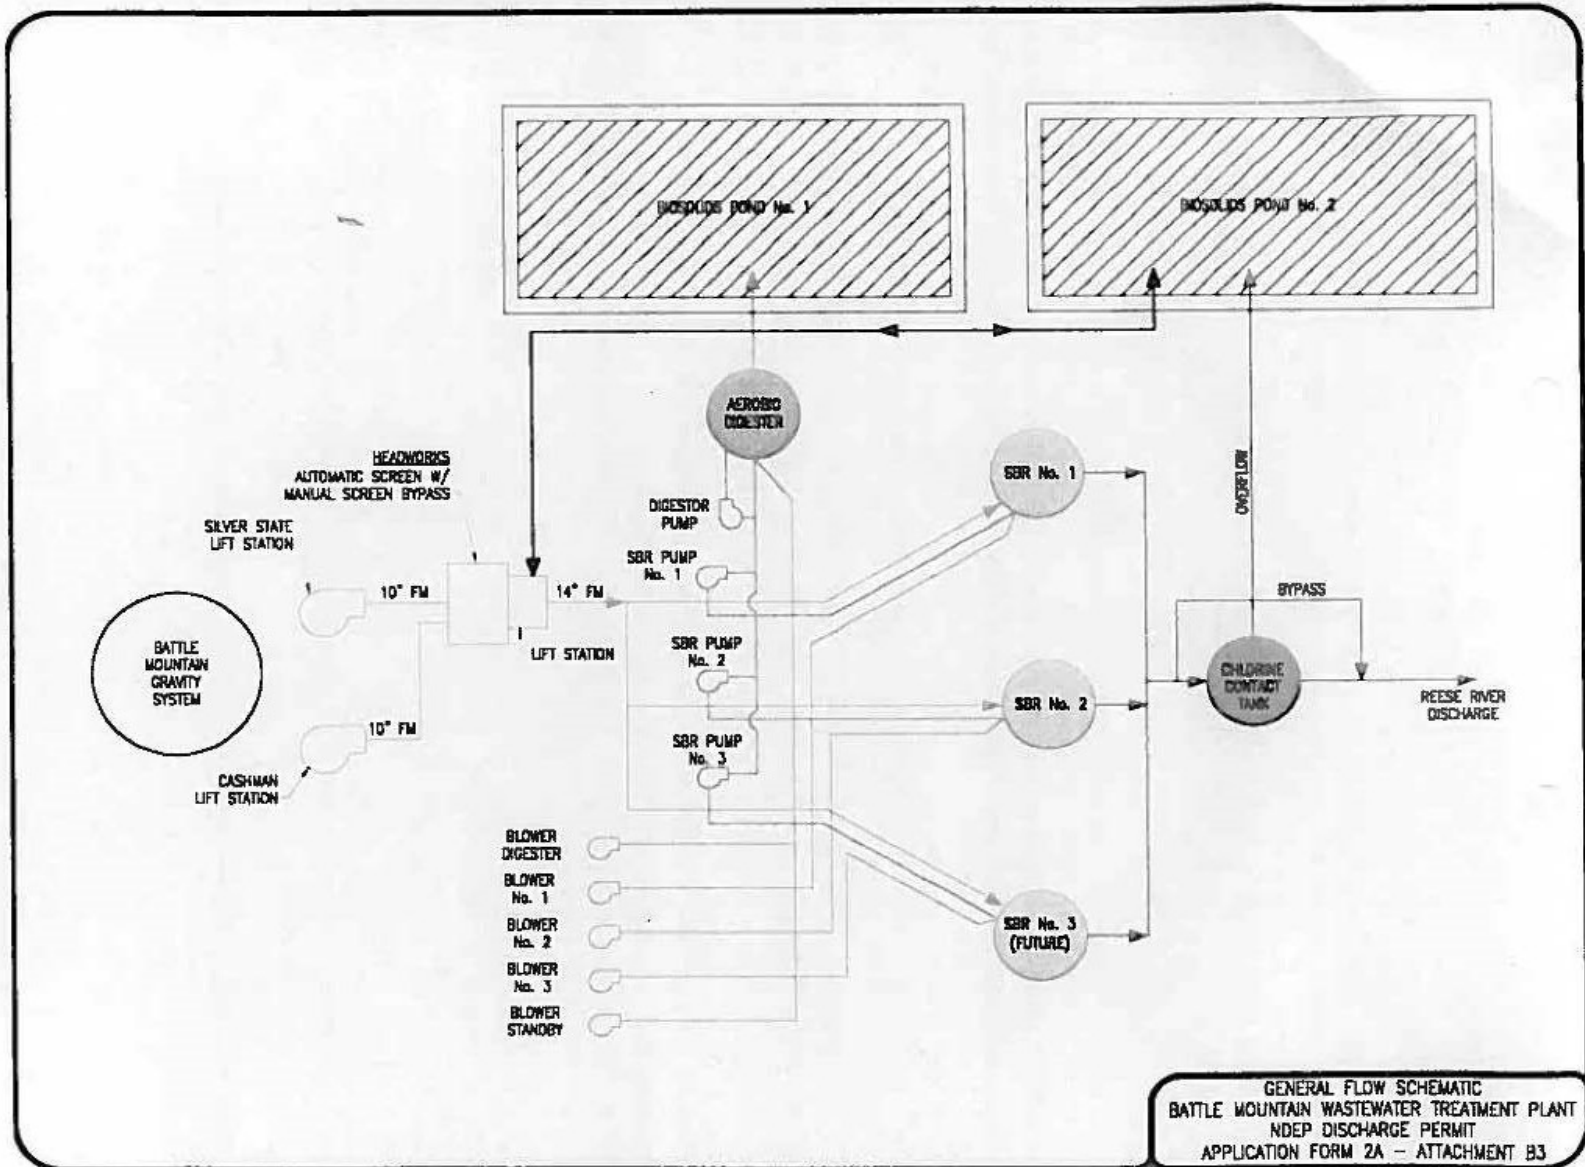 BIOSOLIDS POND No. 1
BIOSOLIDS POND No. 2
AEROBIC
DIGESTER
HEADWORKS
AUTOMATIC SCREEN W/
MANUAL SCREEN BYPASS
SILVER STATE
LIFT STATION
10" FM
14" FM
LIFT STATION
BATTLE
MOUNTAIN
GRAVITY
SYSTEM
10" FM
CASHMAN
LIFT STATION
DIGESTOR
PUMP
SBR PUMP
No. 1
SBR PUMP
No. 2
SBR PUMP
No. 3
BLOWER
DIGESTER
BLOWER
No. 1
BLOWER
No. 2
BLOWER
No. 3
BLOWER
STANDBY
SBR No. 1
SBR No. 2
SBR No. 3
(FUTURE)
OVERFLOW
BYPASS
CHLORINE
CONTACT
TANK
REESE RIVER
DISCHARGE
GENERAL FLOW SCHEMATIC
BATTLE MOUNTAIN WASTEWATER TREATMENT PLANT
NDEP DISCHARGE PERMIT
APPLICATION FORM 2A - ATTACHMENT B3